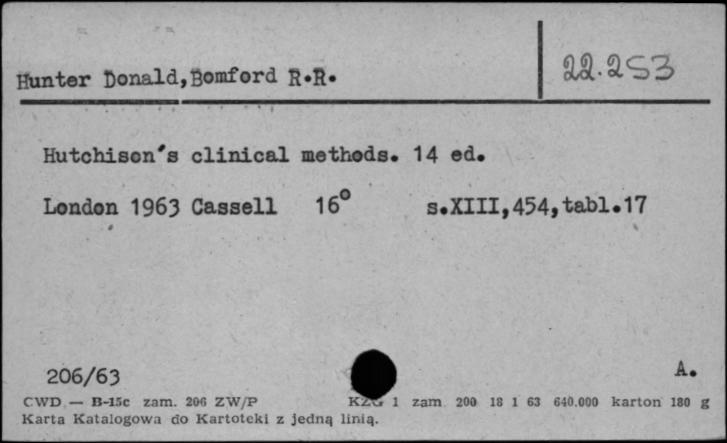 Hunter Donald, Bomford R.R.
22.253
Hutchison's clinical methods. 14 ed.
London 1963 Cassell 16° s.XIII,454,tabl.17
206/63 A.
CWD — B-15c zam. 206 ZW/P KZG 1 zam 200 18 1 63 640.000 karton 180 g
Karta Katalogowa do Kartoteki z jedną linią.